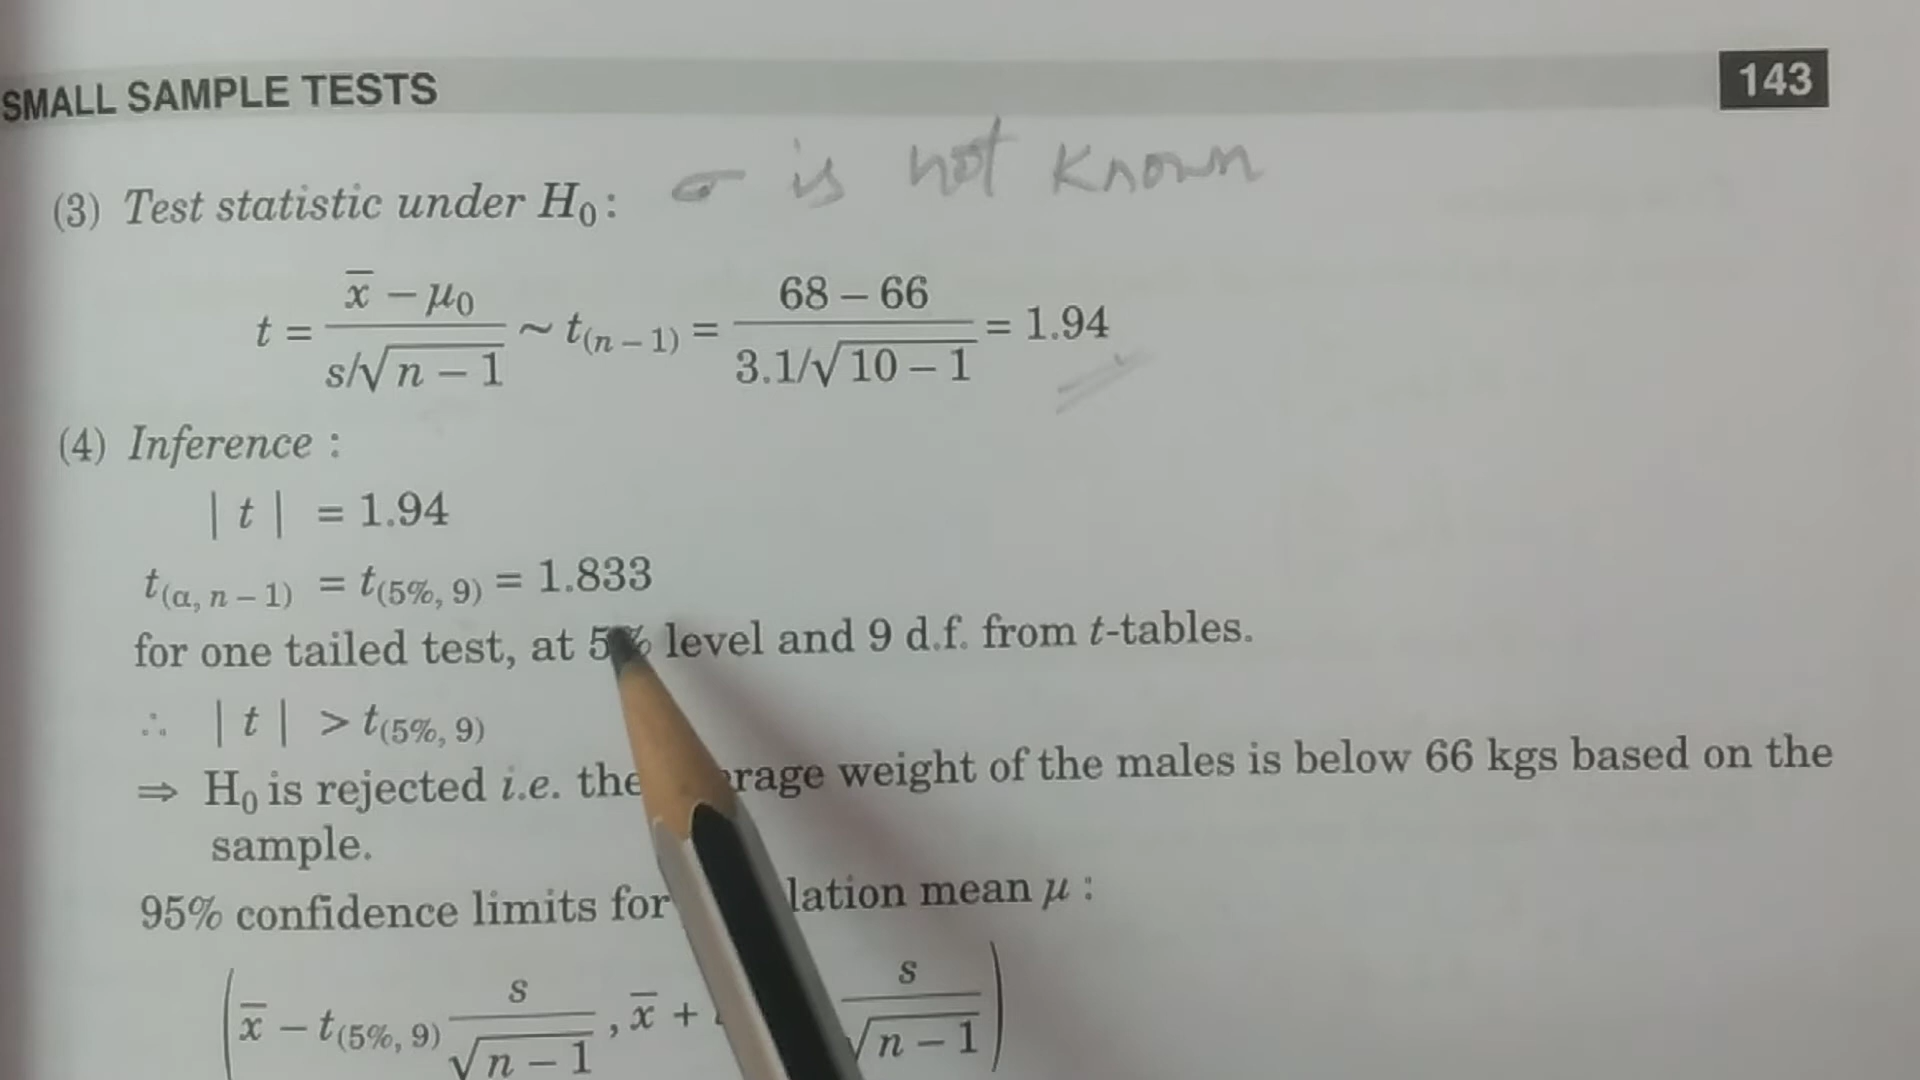 SMALL SAMPLE TESTS 143
σ is not known
(3) Test statistic under H₀ :
t = (x̄ − μ₀) / (s/√(n − 1)) ~ t(n − 1) = (68 − 66) / (3.1/√(10 − 1)) = 1.94
(4) Inference :
| t | = 1.94
t(α, n − 1) = t(5%, 9) = 1.833
for one tailed test, at 5% level and 9 d.f. from t-tables.
∴ | t | > t(5%, 9)
⇒ H₀ is rejected i.e. the rage weight of the males is below 66 kgs based on the
sample.
95% confidence limits for lation mean μ :
(x̄ − t(5%, 9) s/√(n − 1) , x̄ + s/√(n − 1))